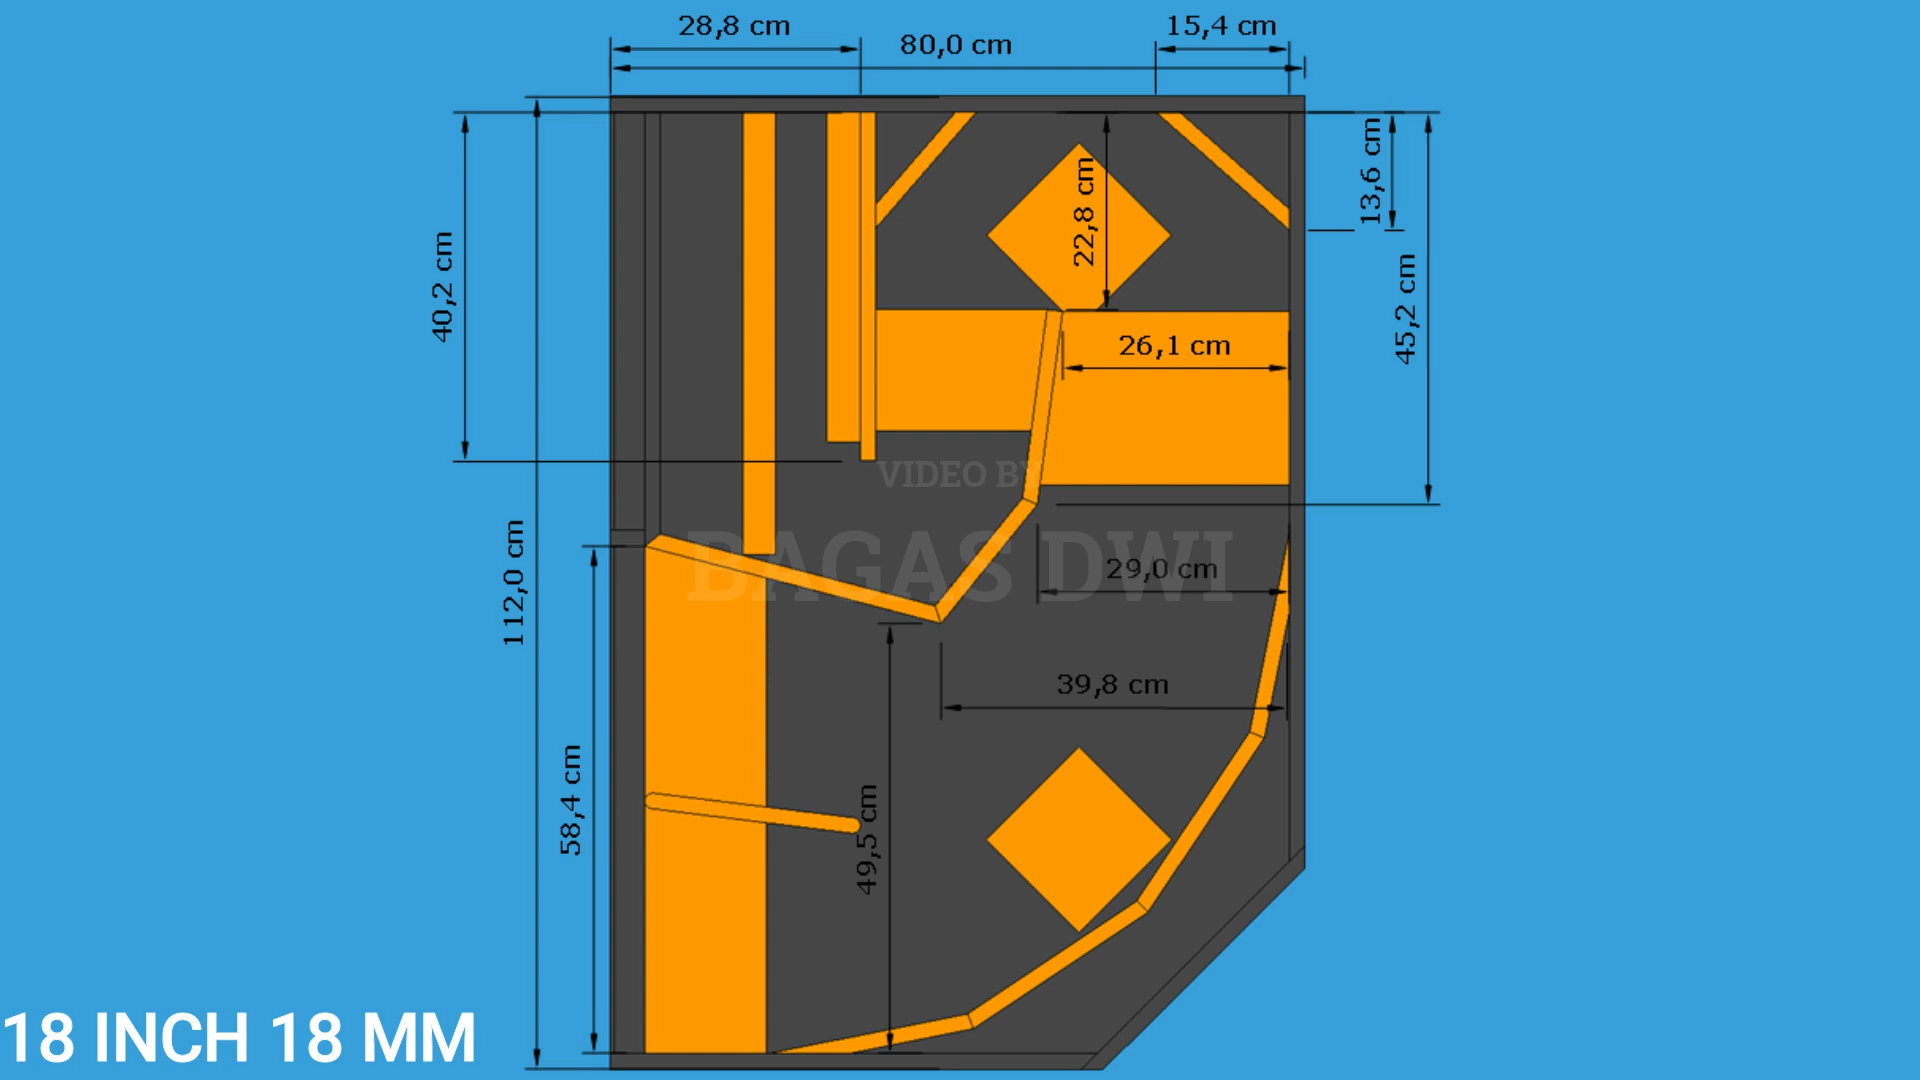 28,8 cm
15,4 cm
80,0 cm
13,6 cm
22,8 cm
40,2 cm
45,2 cm
26,1 cm
VIDEO BY
BAGAS DWI
29,0 cm
112,0 cm
39,8 cm
58,4 cm
49,5 cm
18 INCH 18 MM